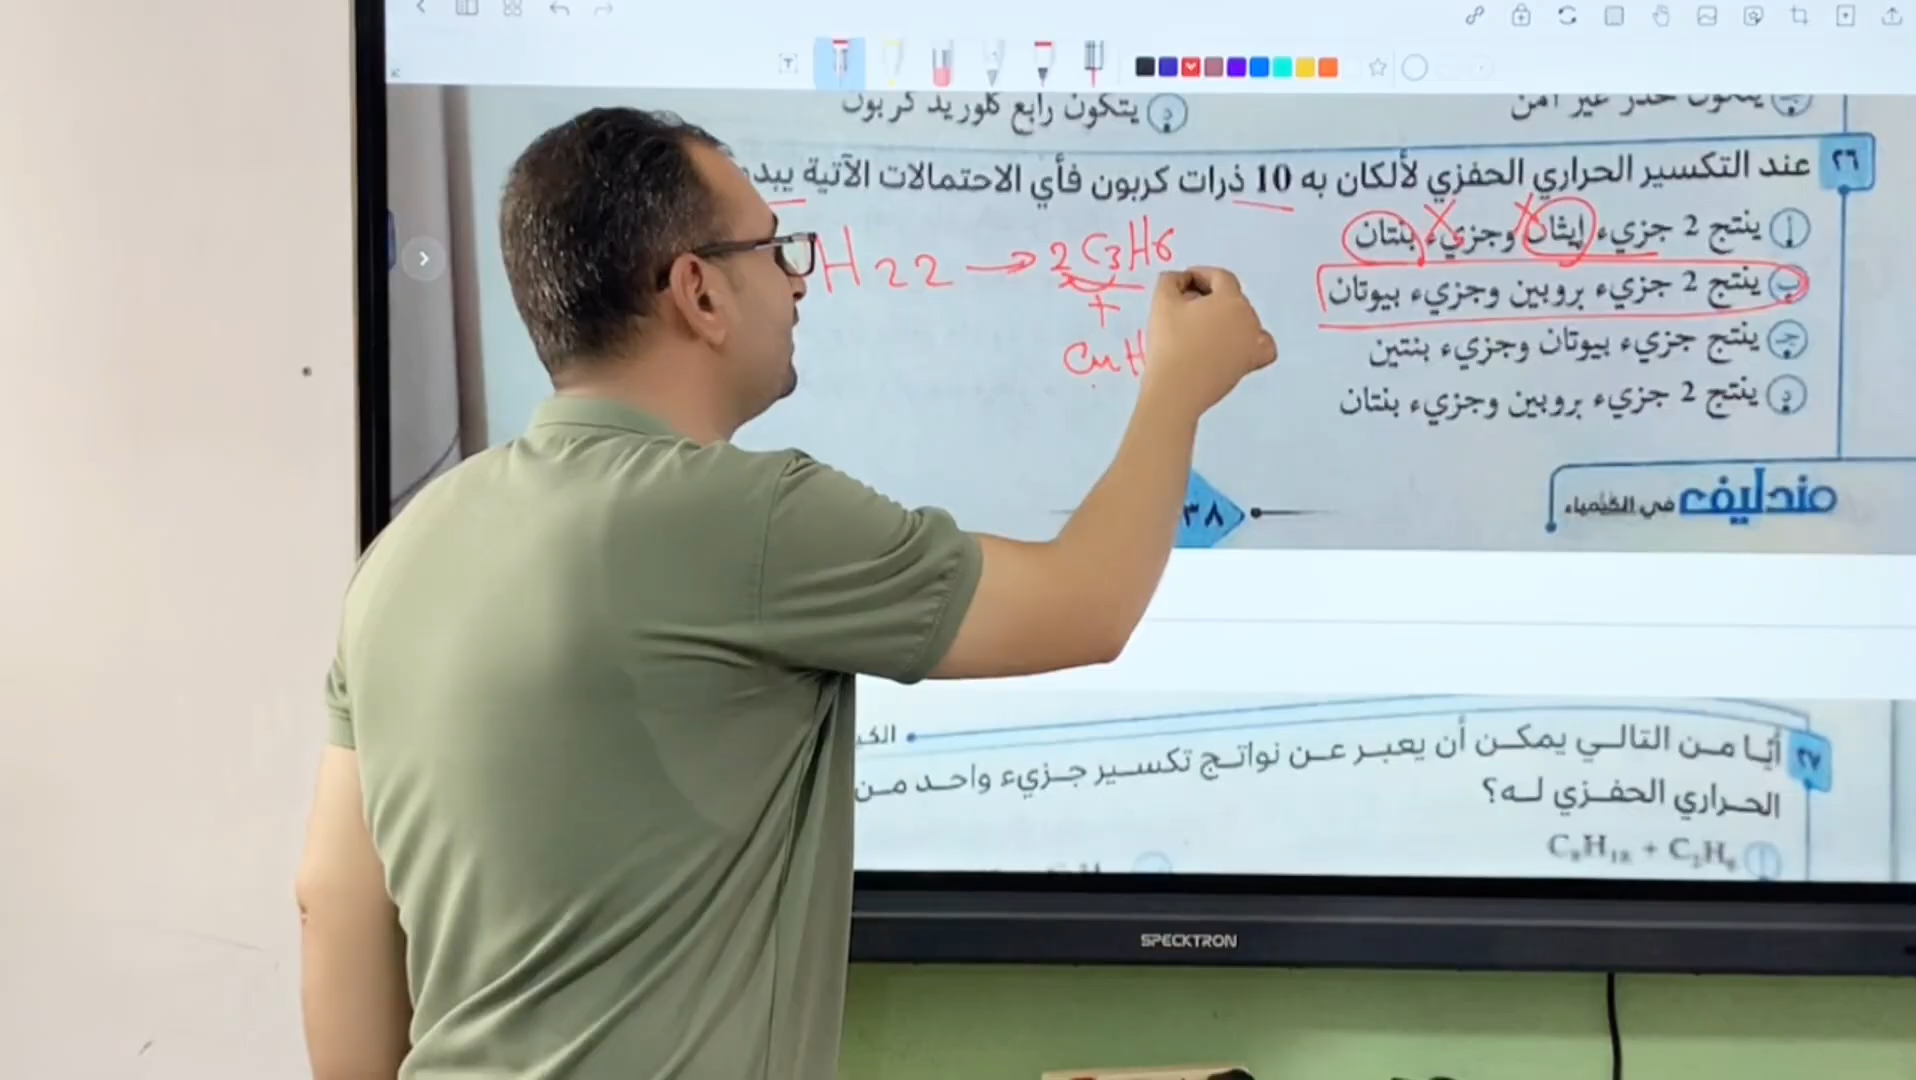 يتكون رابع كلوريد كربون
٢٦ عند التكسير الحراري الحفزي لألكان به 10 ذرات كربون فأي الاحتمالات الآتية
أ ينتج 2 جزيء إيثان وجزيء بنتان
ب ينتج 2 جزيء بروبين وجزيء بيوتان
جـ ينتج جزيء بيوتان وجزيء بنتين
د ينتج 2 جزيء بروبين وجزيء بنتان
H22 → 2C3H6
+
C4H
مندليف في الكيمياء
٣٨
٢٧ أيًا من التالي يمكن أن يعبر عن نواتج تكسير جزيء واحد من
الحراري الحفزي له؟
SPECKTRON